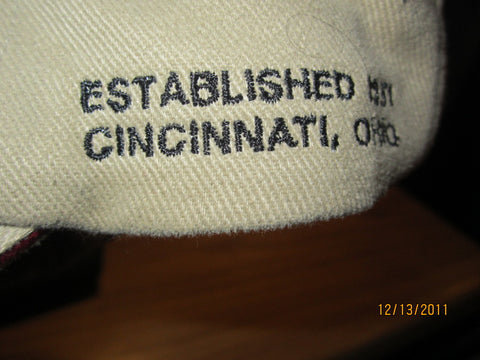 ESTABLISHED
CINCINNATI, OHIO
12/13/2011